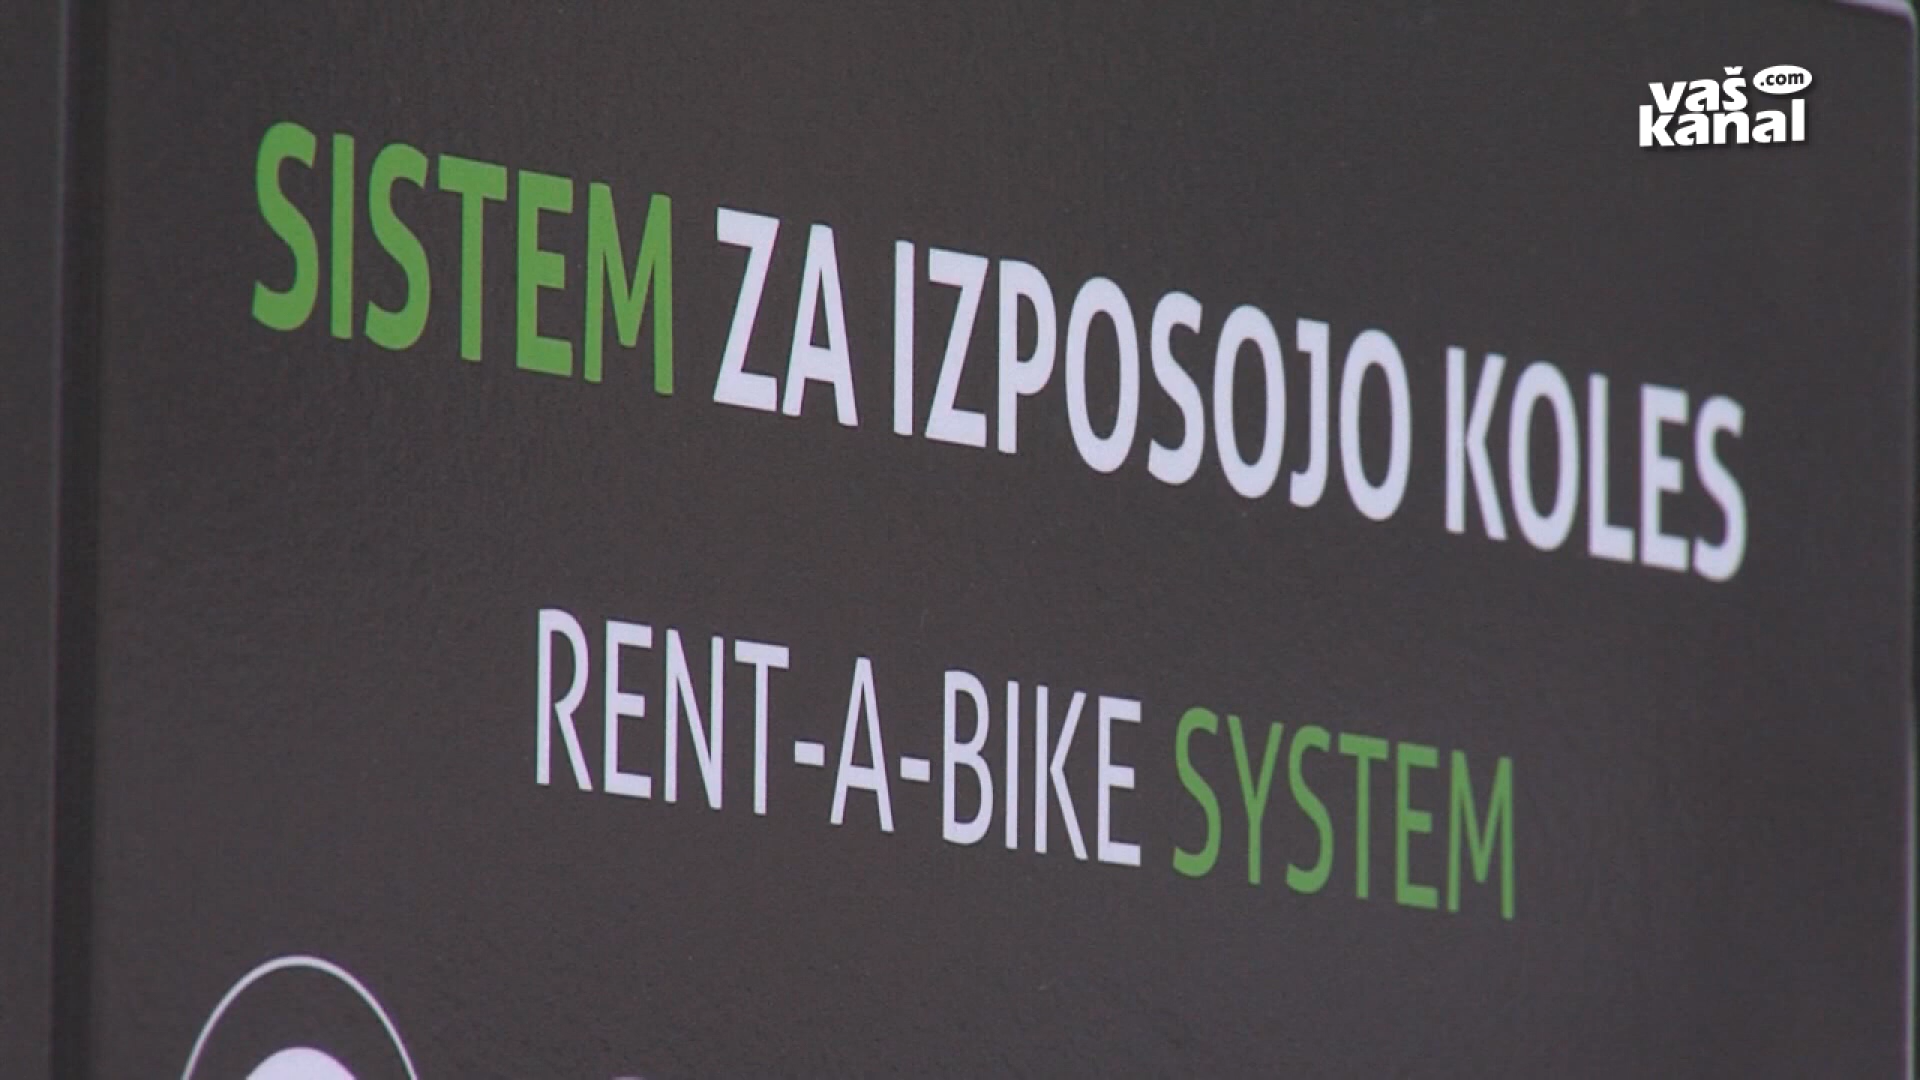 vaš .com
kanal
SISTEM ZA IZPOSOJO KOLES
RENT-A-BIKE SYSTEM